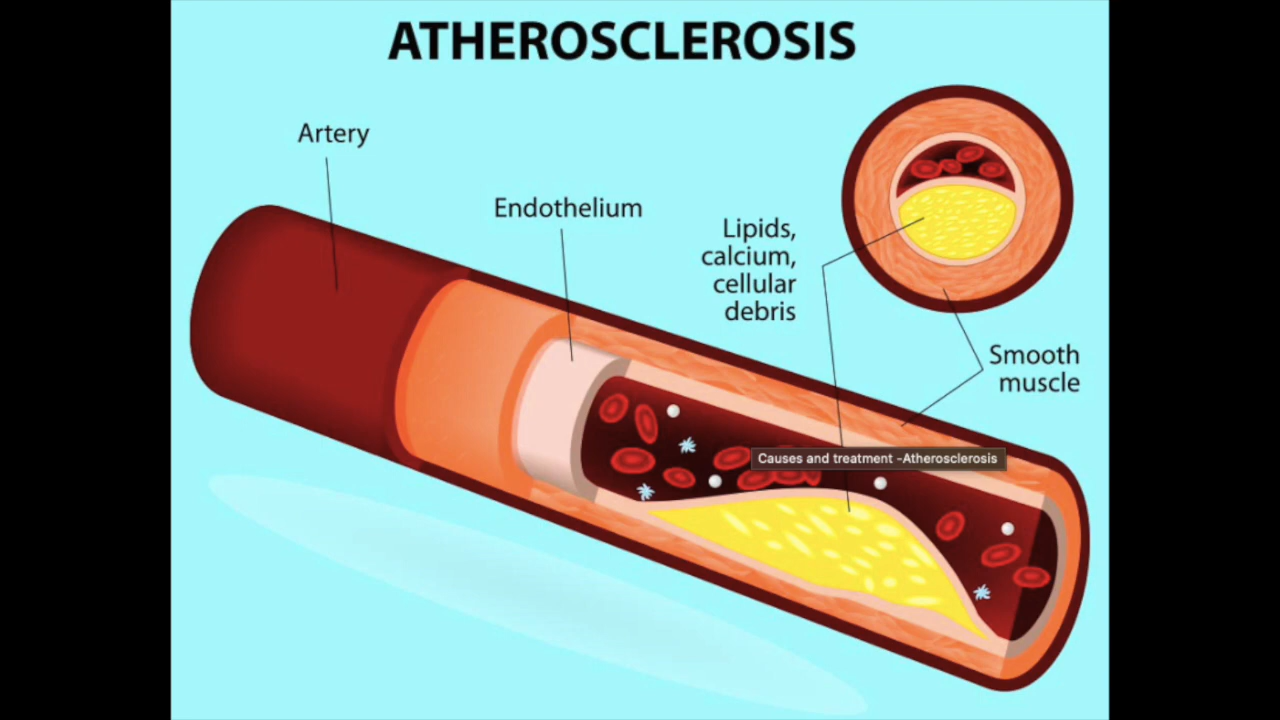 ATHEROSCLEROSIS
Artery
Endothelium
Lipids,
calcium,
cellular
debris
Smooth
muscle
Causes and treatment -Atherosclerosis